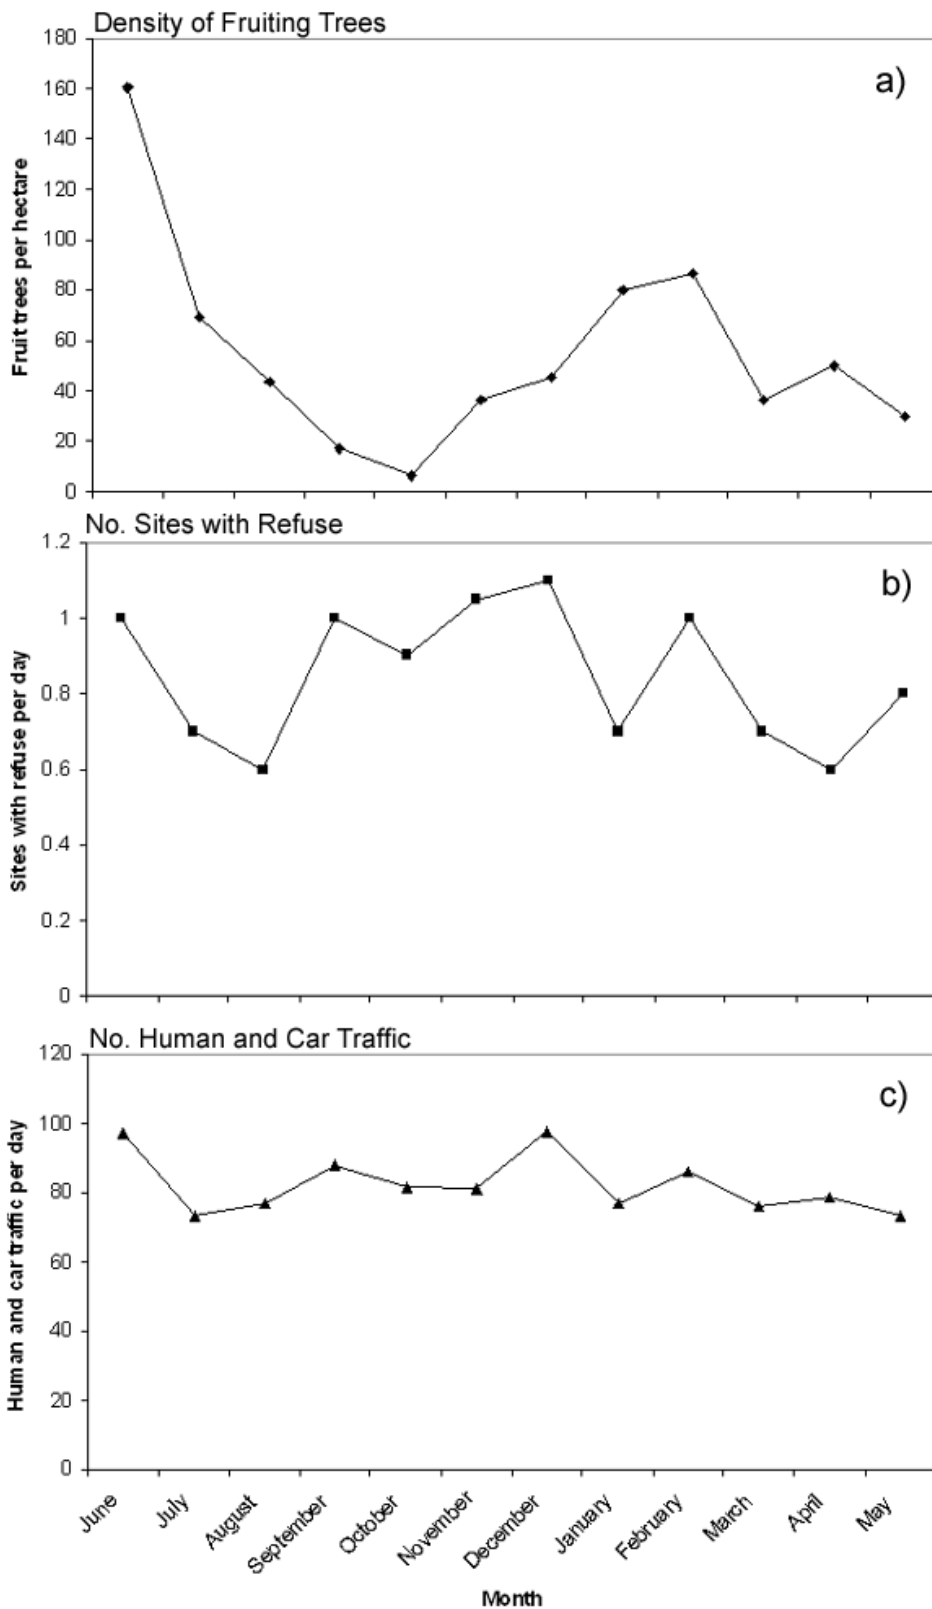 Density of Fruiting Trees
a)
Fruit trees per hectare
180
160
140
120
100
80
60
40
20
0
No. Sites with Refuse
b)
Sites with refuse per day
1.2
1
0.8
0.6
0.4
0.2
0
No. Human and Car Traffic
c)
Human and car traffic per day
120
100
80
60
40
20
0
June
July
August
September
October
November
December
January
February
March
April
May
Month